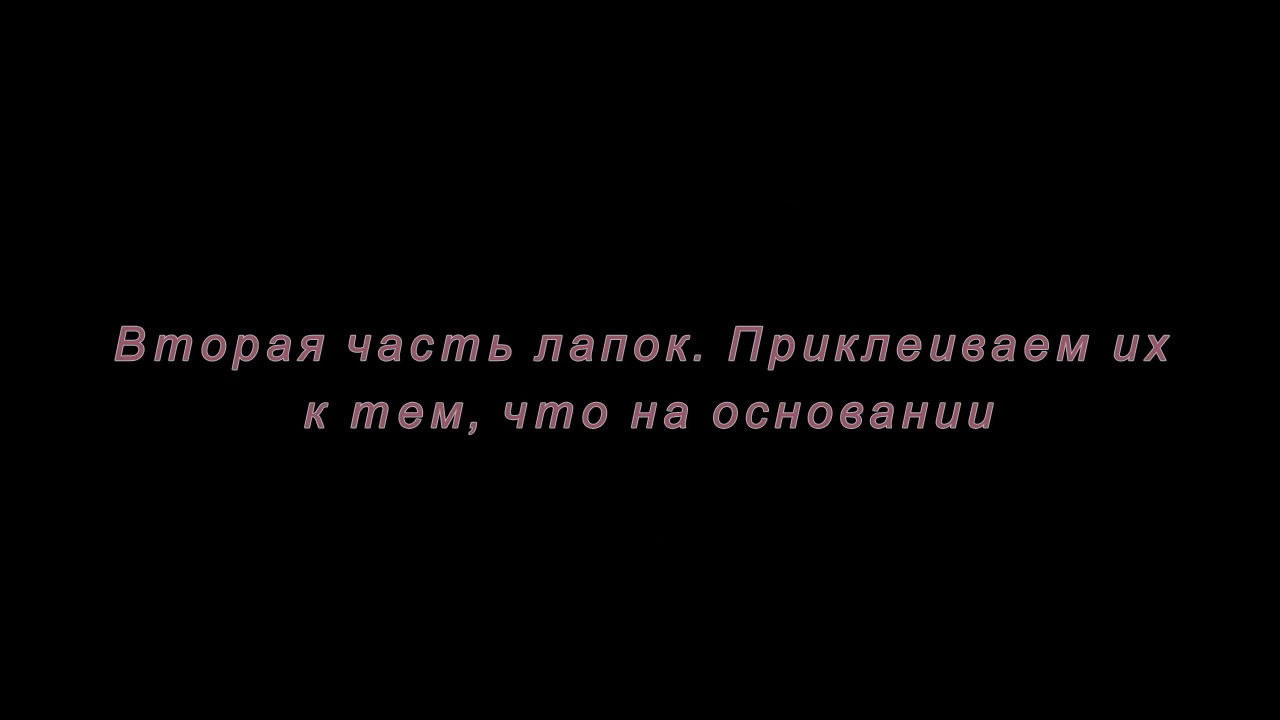 Вторая часть лапок. Приклеиваем их
к тем, что на основании